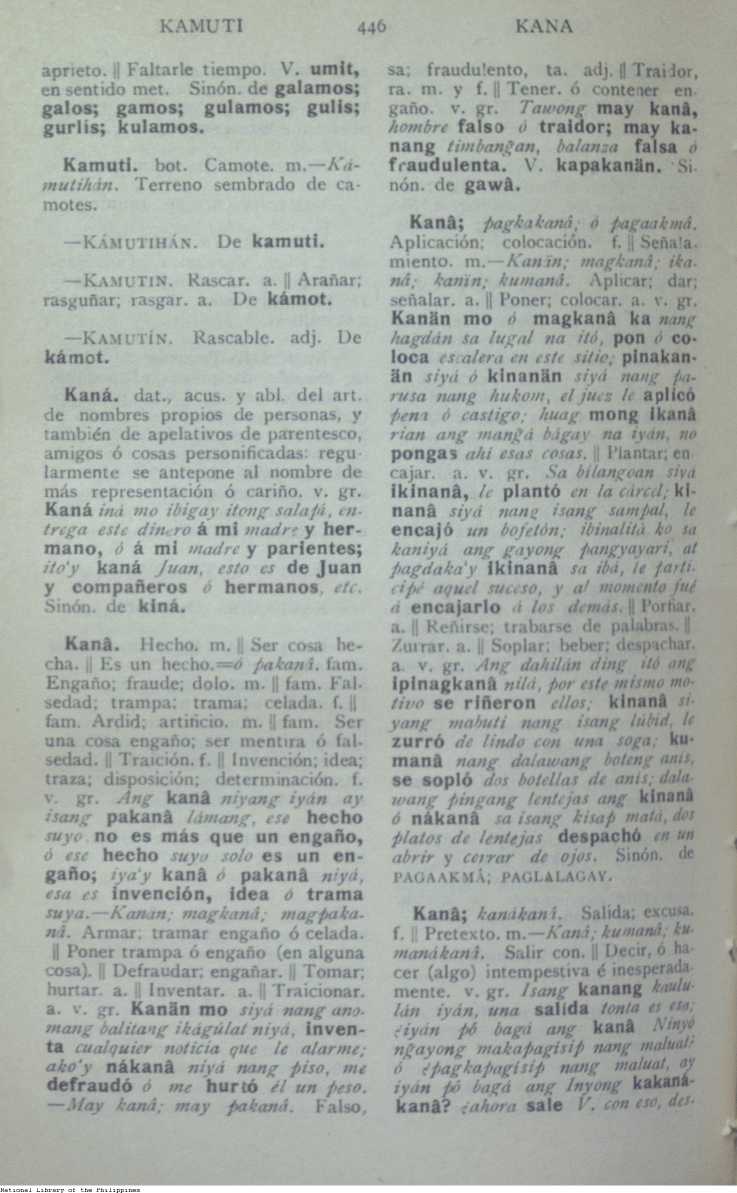 KAMUTI 446 KANA
aprieto. || Faltarle tiempo. V. umit,
en sentido met. Sinón. de galamos;
galos; gamos; gulamos; gulis;
gurlis; kulamos.
Kamuti. bot. Camote. m.—Ká-
mutihán. Terreno sembrado de ca-
motes.
—KÁMUTIHÁN. De kamuti.
—KAMUTIN. Rascar. a. || Arañar;
rasguñar; rasgar. a. De kámot.
—KAMUTÍN. Rascable. adj. De
kámot.
Kaná. dat., acus. y abl. del art.
de nombres propios de personas, y
también de apelativos de parentesco,
amigos ó cosas personificadas: regu-
larmente se antepone al nombre de
más representación ó cariño. v. gr.
Kaná iná mo ibigay itong salapí, en-
trega este dinero á mi madre y her-
mano, ó á mi madre y parientes;
ito'y kaná Juan, esto es de Juan
y compañeros ó hermanos, etc.
Sinón. de kiná.
Kanâ. Hecho. m. || Ser cosa he-
cha. || Es un hecho.=ó pakanâ. fam.
Engaño; fraude; dolo. m. || fam. Fal-
sedad; trampa; trama; celada. f. ||
fam. Ardid; artificio. m. || fam. Ser
una cosa engaño; ser mentira ó fal-
sedad. || Traición. f. || Invención; idea;
traza; disposición; determinación. f.
v. gr. Ang kanâ niyang iyán ay
isang pakanâ lámang, ese hecho
suyo no es más que un engaño,
ó ese hecho suyo solo es un en-
gaño; iya'y kanâ ó pakanâ niyá,
esa es invención, idea ó trama
suya.—Kanán; magkanâ; magpaka-
nâ. Armar; tramar engaño ó celada.
|| Poner trampa ó engaño (en alguna
cosa). || Defraudar; engañar. || Tomar;
hurtar. a. || Inventar. a. || Traicionar.
a. v. gr. Kanän mo siyá nang ano-
mang balitang ikágúlat niyá, inven-
ta cualquier noticia que le alarme;
ako'y nákanâ niyá nang piso, me
defraudó ó me hurtó él un peso.
—May kanâ; may pakanâ. Falso,
sa; fraudulento, ta. adj. || Traidor,
ra. m. y f. || Tener. ó contener en-
gaño. v. gr. Tawong may kanâ,
hombre falso ó traidor; may ka-
nang timbangan, balanza falsa ó
fraudulenta. V. kapakanän. Si-
nón. de gawâ.
Kanâ; pagkakanâ; ó pagaakmâ.
Aplicación; colocación. f. || Señala-
miento. m.—Kanän; magkanâ; ika-
nâ; kanin; kumanâ. Aplicar; dar;
señalar. a. || Poner; colocar. a. v. gr.
Kanän mo ó magkanâ ka nang
hagdán sa lugal na itó, pon ó co-
loca escalera en este sitio; pinakan-
än siyá ó kinanän siyá nang pa-
rusa nang hukom, el juez le aplicó
pena ó castigo; huag mong ikanâ
rian ang mangá bágay na iyán, no
pongas ahí esas cosas. || Plantar; en-
cajar. a. v. gr. Sa bilangoan siyá
ikinanâ, le plantó en la cárcel; ki-
nanâ siyá nang isang sampal, le
encajó un bofetón; ibinalitá ko sa
kaniyá ang gayong pangyayari, at
pagdaka'y ikinanâ sa ibá, le parti-
cipé aquel suceso, y al momento fué
á encajarlo á los demás. || Porfiar.
a. || Reñirse; trabarse de palabras. ||
Zurrar. a. || Soplar; beber; despachar.
a. v. gr. Ang dahilán ding itó ang
ipinagkanâ nilá, por este mismo mo-
tivo se riñeron ellos; kinanâ si-
yang mabuti nang isang lúbid, le
zurró de lindo con una soga; ku-
manâ nang dalawang boteng anís,
se sopló dos botellas de anís; dala-
wang pingang lentejas ang kinanâ
ó nákanâ sa isang kisap matá, dos
platos de lentejas despachó en un
abrir y cerrar de ojos. Sinón. de
PAGAAKMÂ; PAGLALAGAY.
Kanâ; kanákanâ. Salida; excusa.
f. || Pretexto. m.—Kanâ; kumanâ; ku-
manákanâ. Salir con. || Decir, ó ha-
cer (algo) intempestiva é inesperada-
mente. v. gr. Isang kanang kaulu-
lán iyán, una salida tonta es esa;
¿iyán pô bagá ang kanâ Ninyó
ngayong makapagisip nang maluat?
ó ¿pagkapagísip nang maluat, ay
iyán pô bagá ang Inyong kakaná-
kanâ? ¿ahora sale V. con eso, des-
National Library of the Philippines